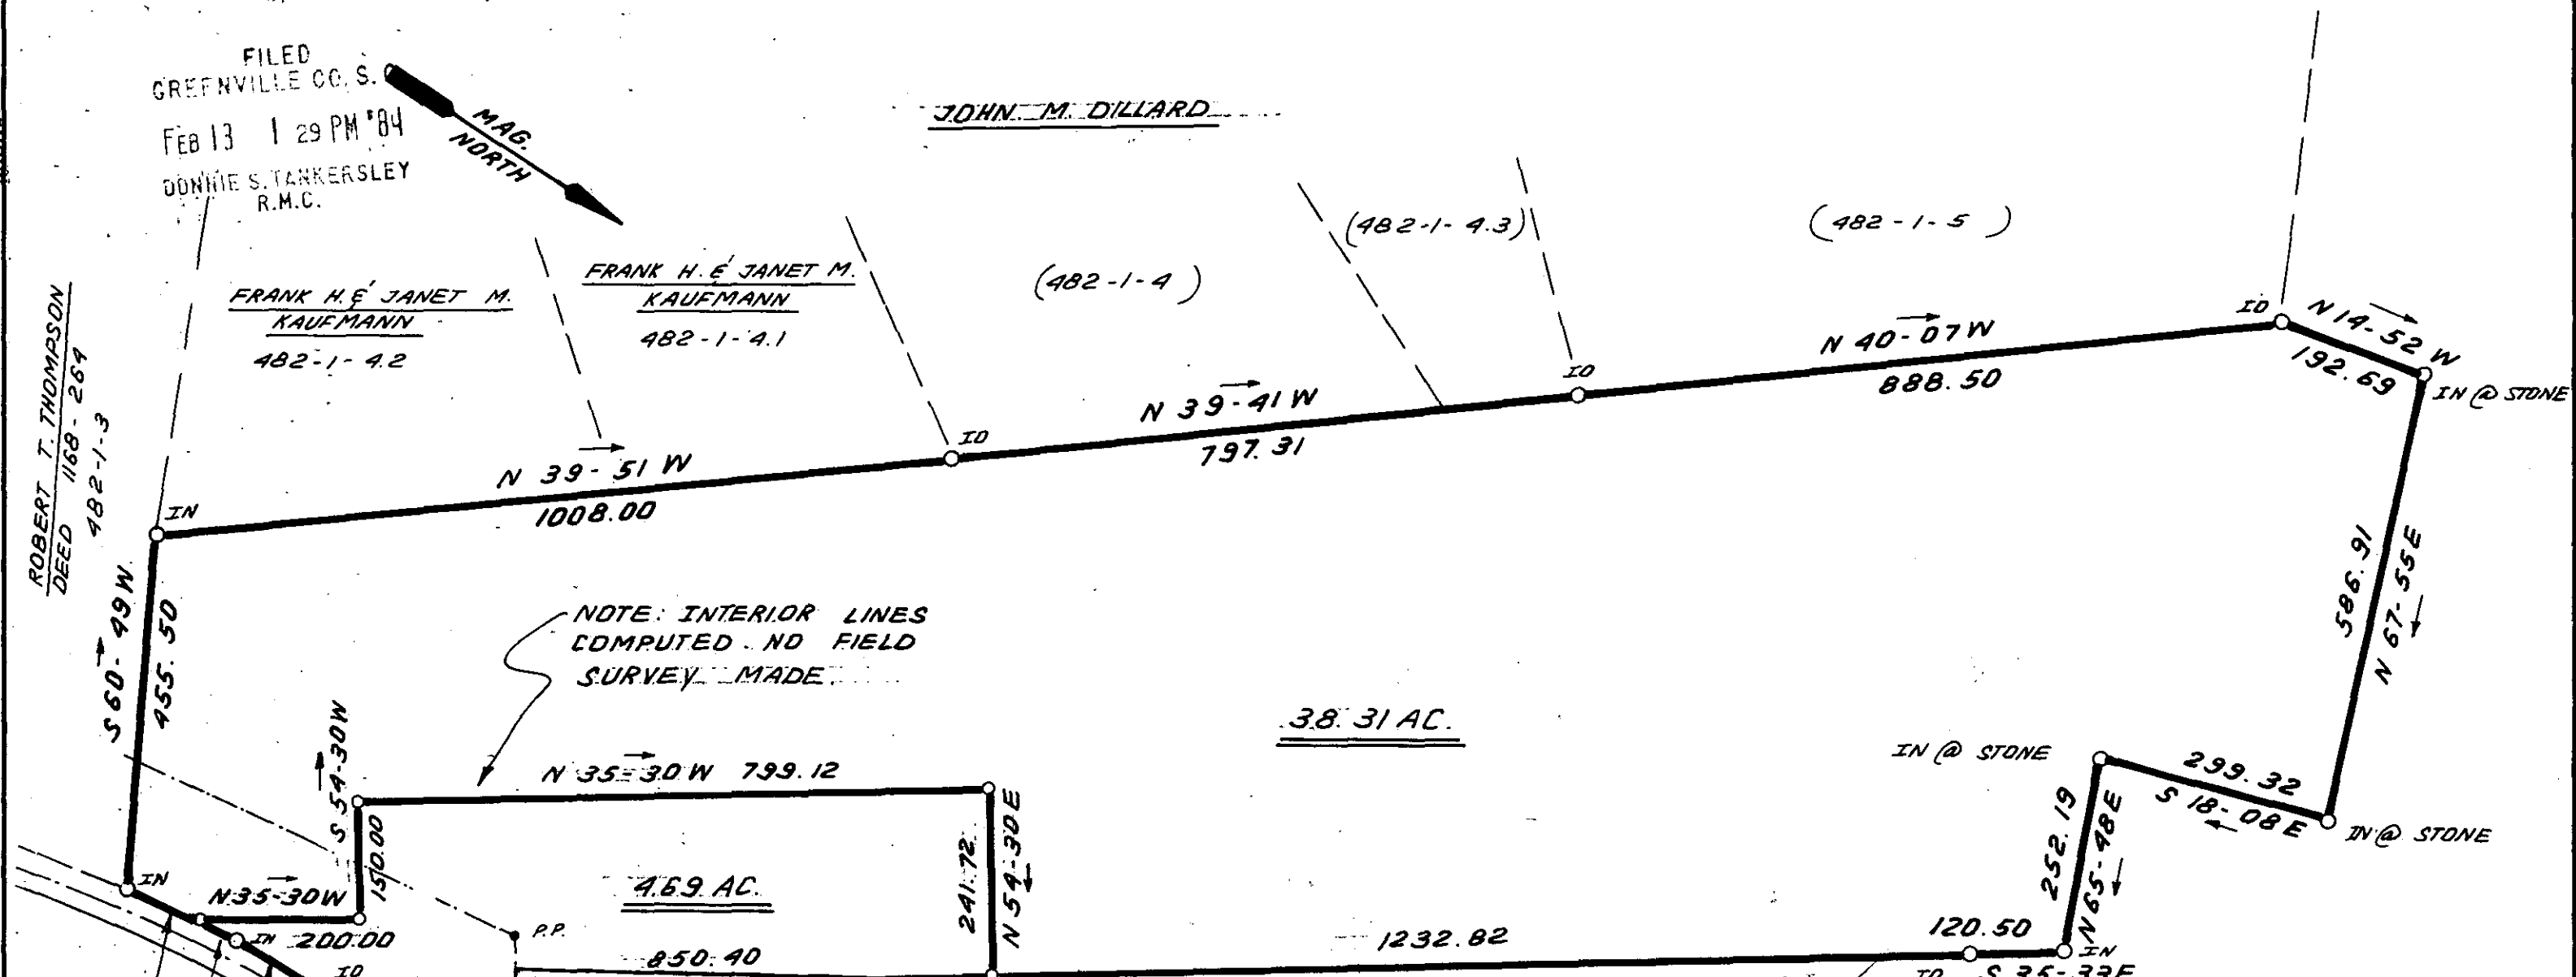 FILED
GREENVILLE CO. S.
FEB 13 1 29 PM '84
DONNIE S. TANKERSLEY
R.M.C.
MAG.
NORTH
JOHN M. DILLARD
ROBERT T. THOMPSON
DEED 1168-264
482-1-3
FRANK H. & JANET M.
KAUFMANN
482-1-4.2
FRANK H. & JANET M.
KAUFMANN
482-1-4.1
(482-1-4)
(482-1-4.3)
(482-1-5)
IN
N 39-51 W
1008.00
IO
N 39-41 W
797.31
IO
N 40-07 W
888.50
IO
N 14-52 W
192.69
IN @ STONE
586.91
N 67-55 E
S 60-49 W
455.50
NOTE: INTERIOR LINES
COMPUTED. NO FIELD
SURVEY MADE.
38.31 AC.
IN @ STONE
299.32
S 18-08 E
IN @ STONE
252.19
N 65-48 E
S 54-30 W
150.00
N 35-30 W 799.12
241.72
N 54-30 E
4.69 AC.
IN
N 35-30 W
200.00
IN
IO
P.P.
850.40
1232.82
120.50
IN
IO
S 35-33 E